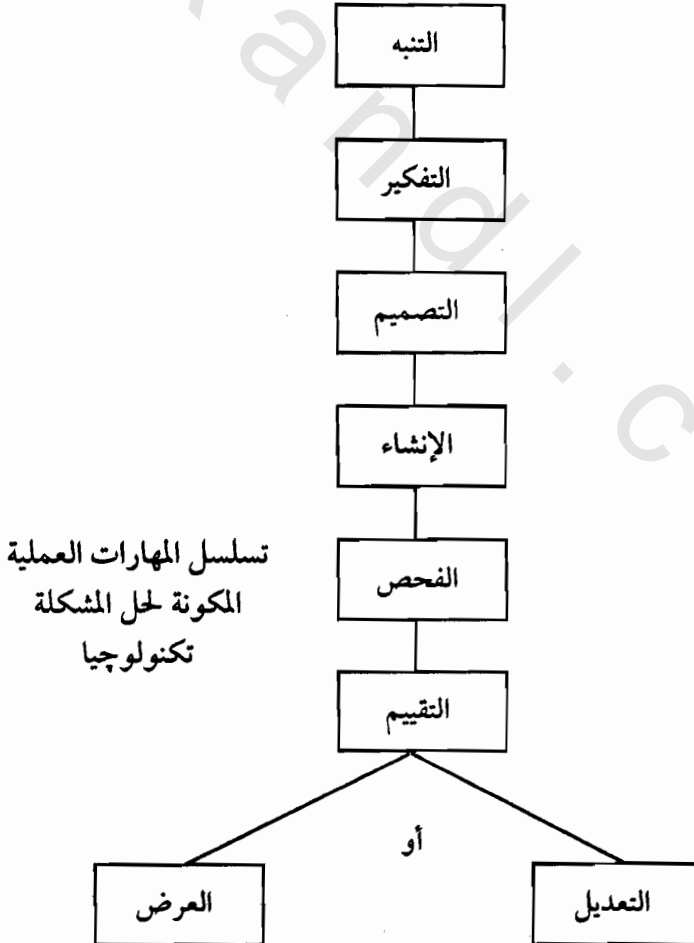 التنبه
التفكير
التصميم
الإنشاء
الفحص
تسلسل المهارات العملية
المكونة لحل المشكلة
تكنولوچيا
التقييم
أو
التعديل
العرض